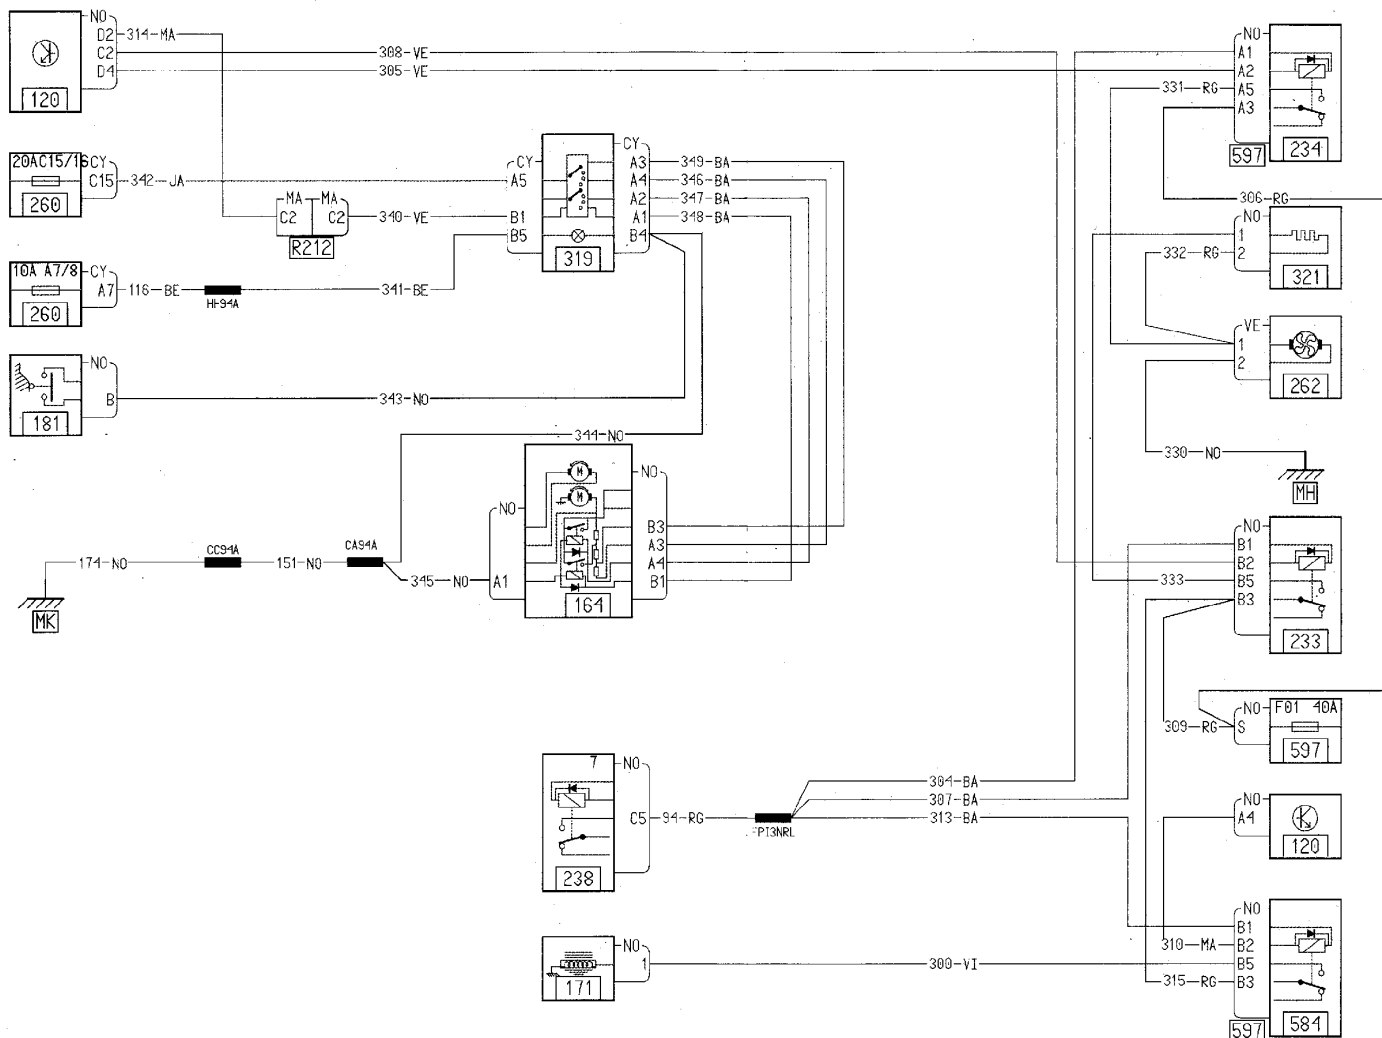 NO
D2 314-MA
C2 308-VE
D4 305-VE
120
20AC15/16 CY
C15 342 JA
260
MA MA
C2 C2 340-VE
R212
10A A7/8 CY
A7 116-BE
HI-94A
341-BE
260
NO
B 343-NO
181
CY CY
A5 A3 349-BA
A4 346-BA
A2 347-BA
B1 A1 348-BA
B5 B4
319
344-NO
NO NO
M
M
B3
A3
A4
A1 B1
164
174-NO
CC94A
151-NO
CA94A
345-NO
MK
NO
A1
A2
331-RG A5
A3
597 234
306-RG
NO
1
332-RG 2
321
VE
1
2
262
330-NO
MH
NO
B1
B2
333 B5
B3
233
NO F01 40A
309-RG S
597
7 NO
C5 94-RG
238
304-BA
307-BA
313-BA
NO
A4
120
NO
1 300-VI
171
NO
B1
310-MA B2
B5
315-RG B3
597 584